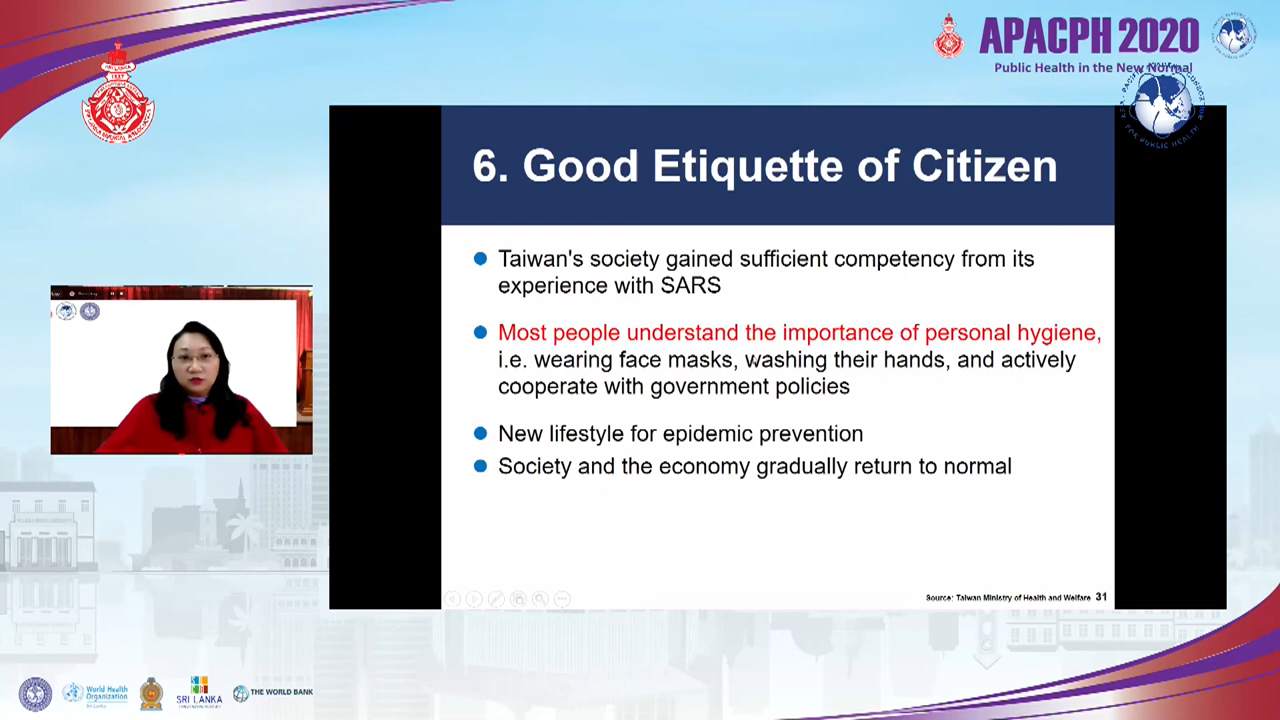 APACPH 2020
Public Health in the New Normal
6. Good Etiquette of Citizen
Taiwan's society gained sufficient competency from its
experience with SARS
Most people understand the importance of personal hygiene,
i.e. wearing face masks, washing their hands, and actively
cooperate with government policies
New lifestyle for epidemic prevention
Society and the economy gradually return to normal
Source: Taiwan Ministry of Health and Welfare 31
World Health
Organization
Sri Lanka
SRI LANKA
THE WORLD BANK